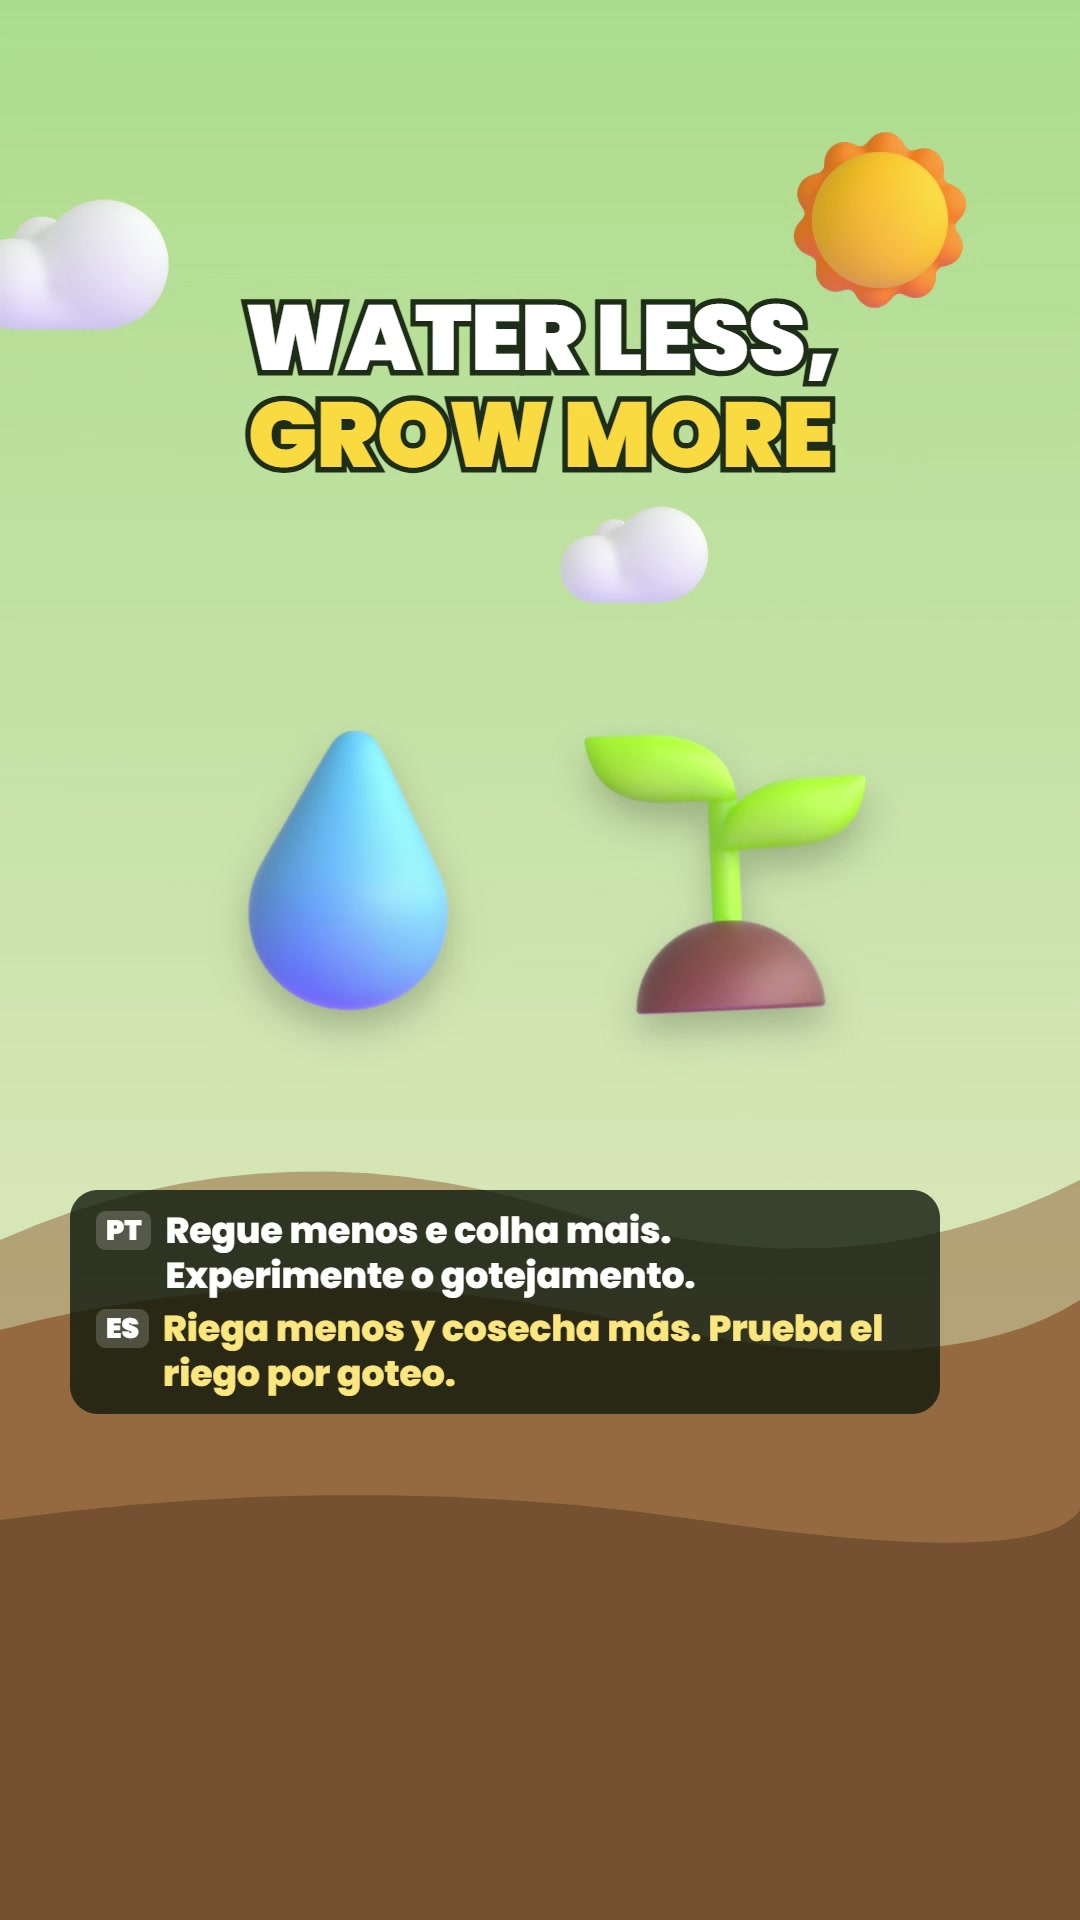 WATER LESS,
GROW MORE
PT Regue menos e colha mais.
Experimente o gotejamento.
ES Riega menos y cosecha más. Prueba el
riego por goteo.